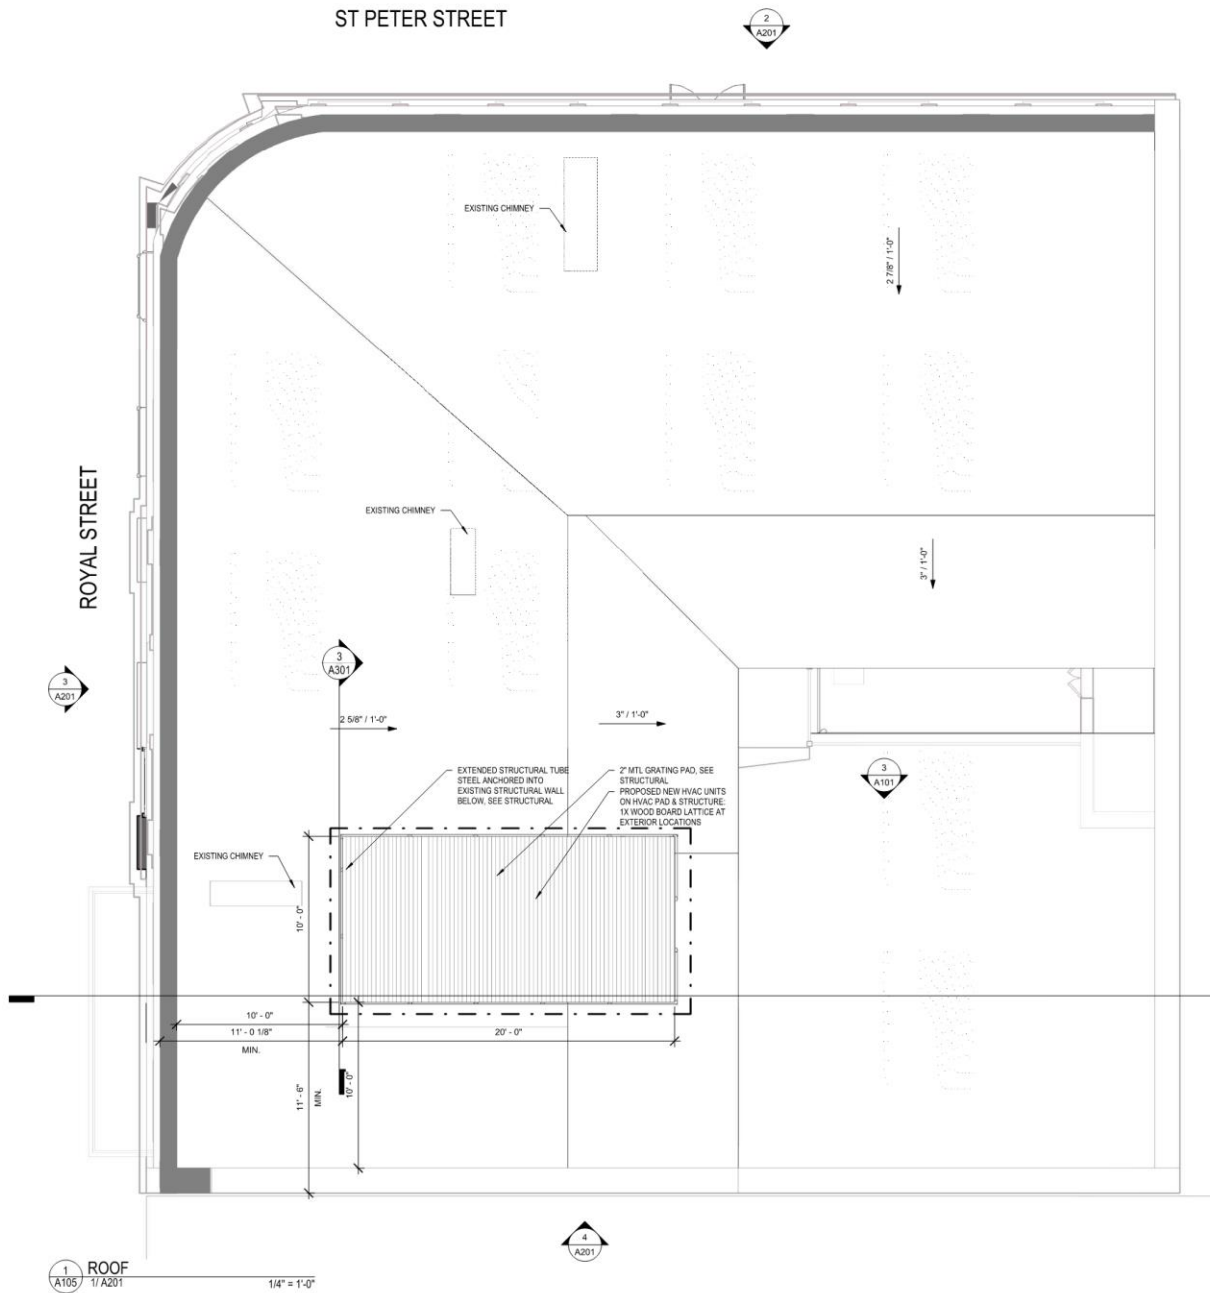 ST PETER STREET
2
A201
EXISTING CHIMNEY
2 7/8" / 1'-0"
ROYAL STREET
EXISTING CHIMNEY
3" / 1'-0"
3
A301
3
A201
2 5/8" / 1'-0"
3" / 1'-0"
EXTENDED STRUCTURAL TUBE
STEEL ANCHORED INTO
EXISTING STRUCTURAL WALL
BELOW, SEE STRUCTURAL
2" MTL GRATING PAD, SEE
STRUCTURAL
PROPOSED NEW HVAC UNITS
ON HVAC PAD & STRUCTURE:
1X WOOD BOARD LATTICE AT
EXTERIOR LOCATIONS
3
A101
EXISTING CHIMNEY
10' - 0"
10' - 0"
11' - 0 1/8"
MIN.
20' - 0"
11' - 6"
MIN.
10' - 0"
4
A201
1
A105
ROOF
1/ A201
1/4" = 1'-0"